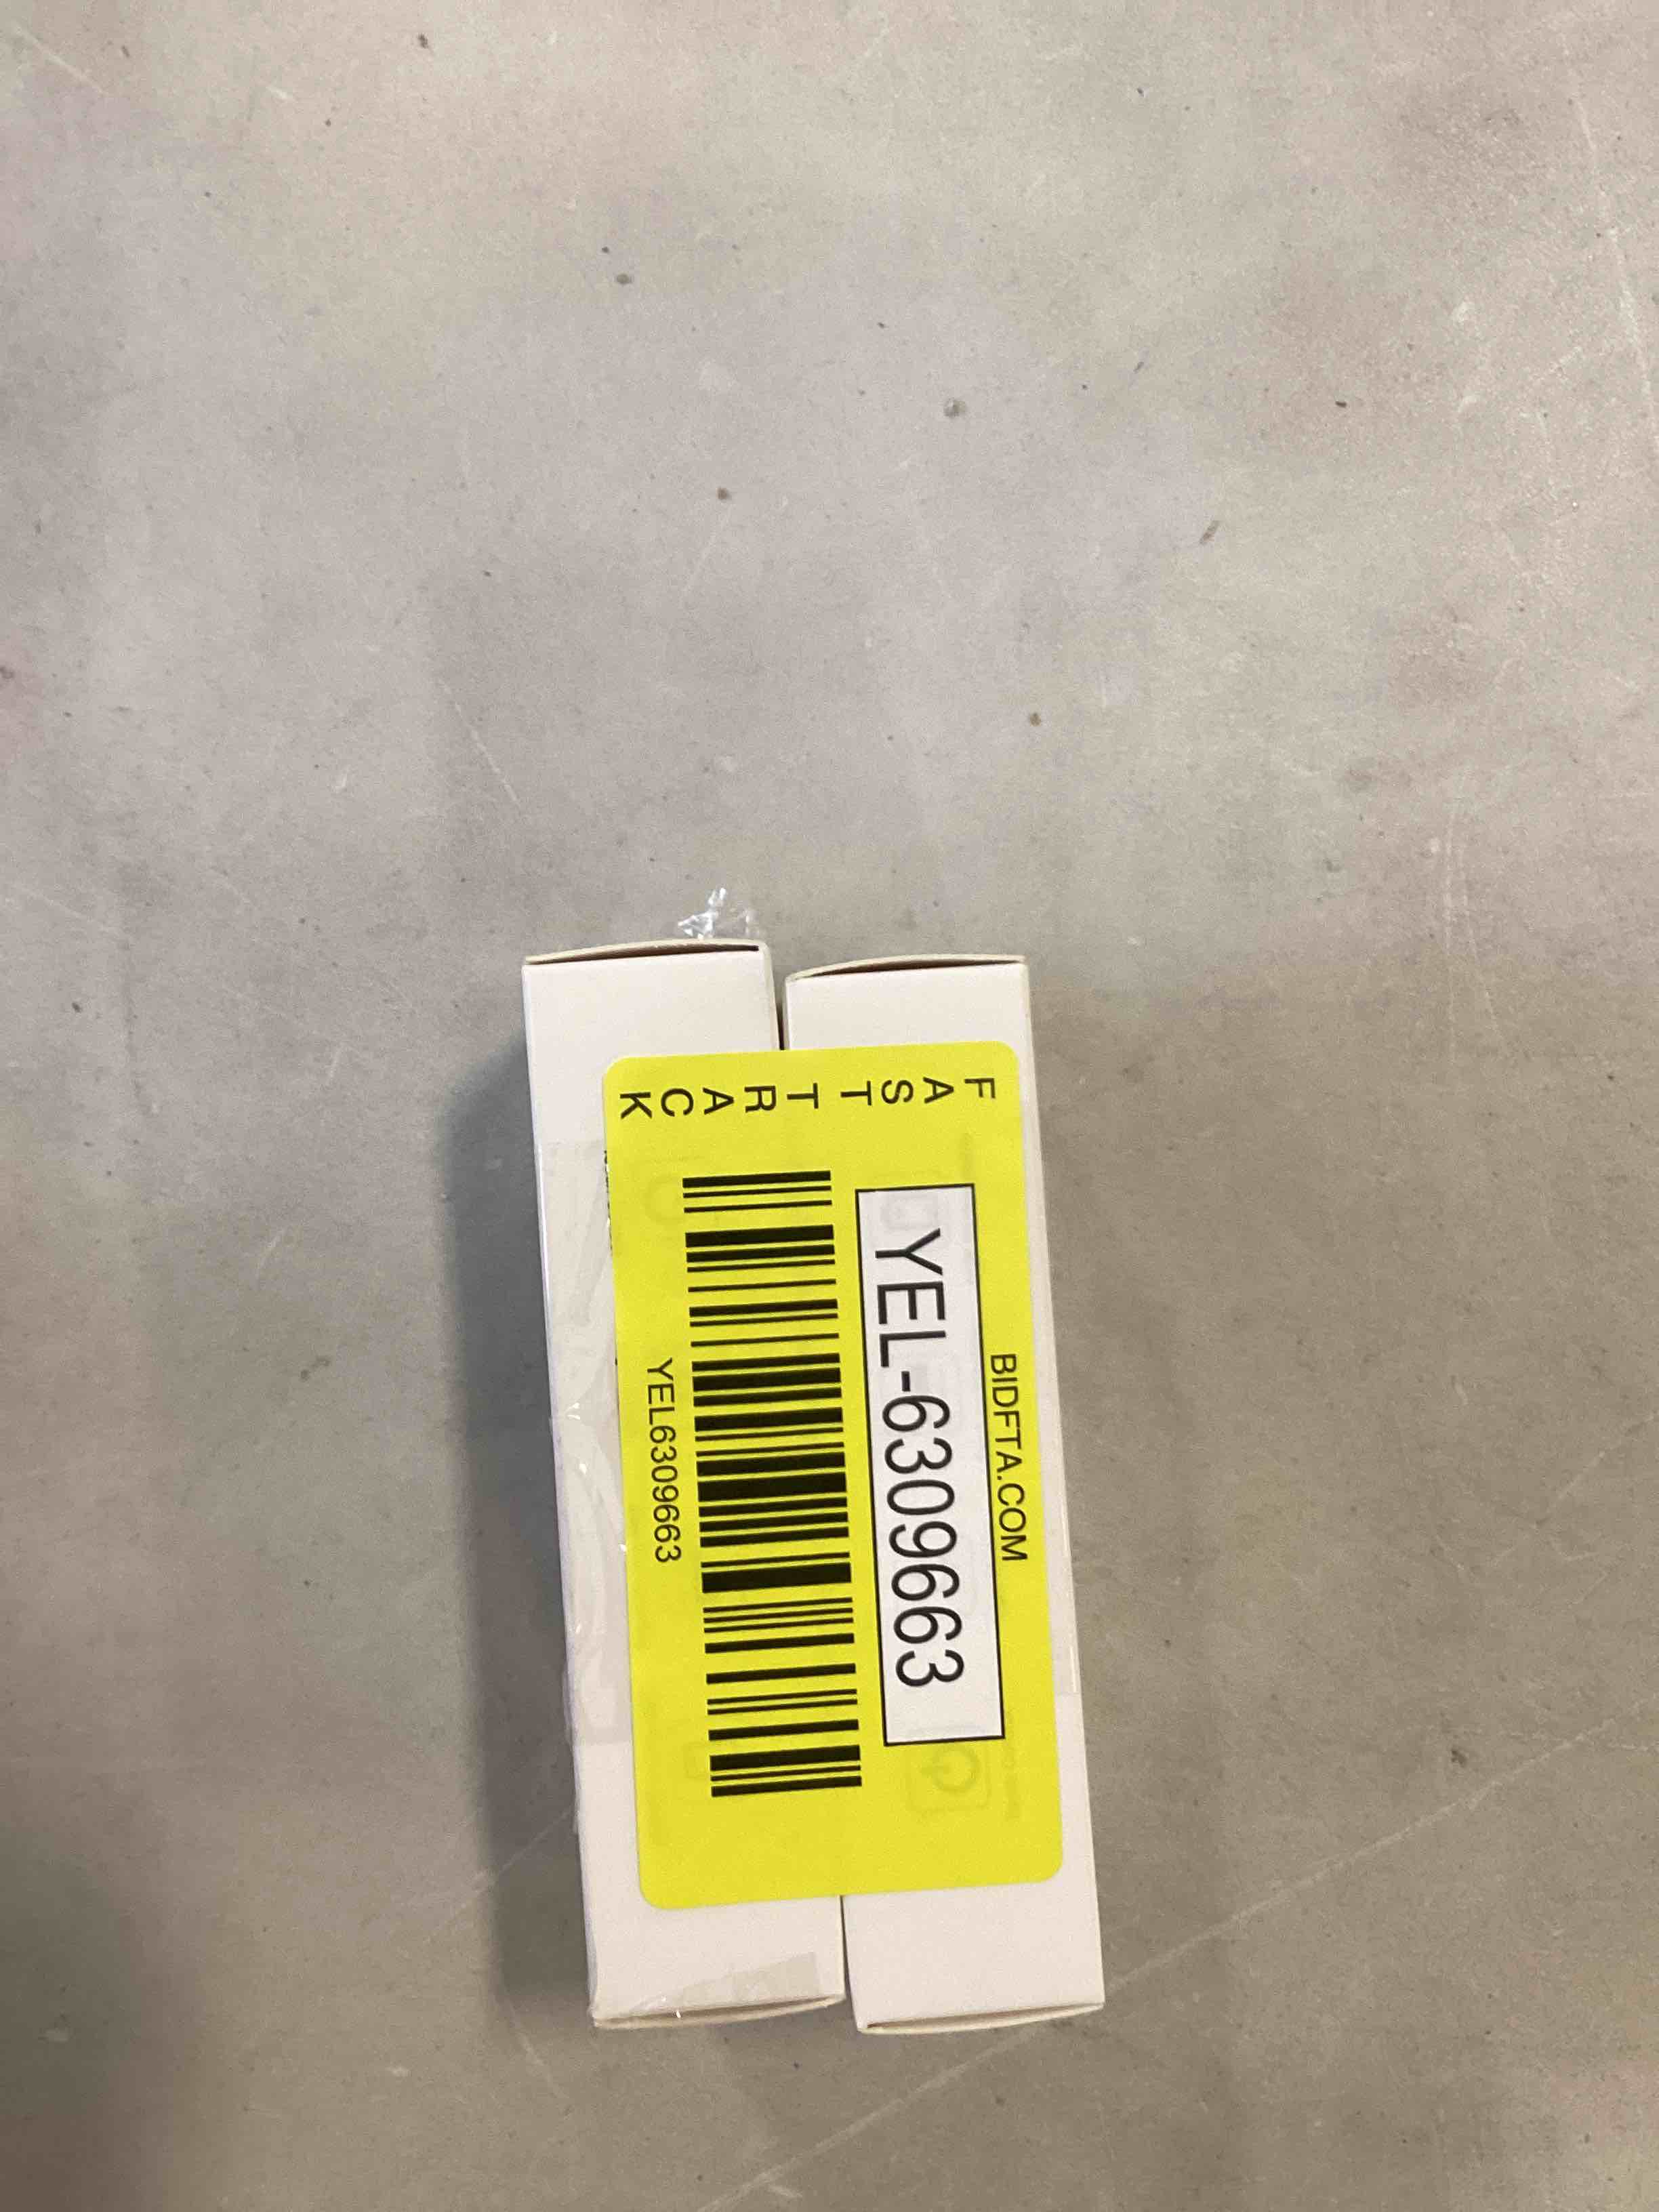 BIDFTA.COM
YEL-6309663
YEL6309663
FAST TRACK